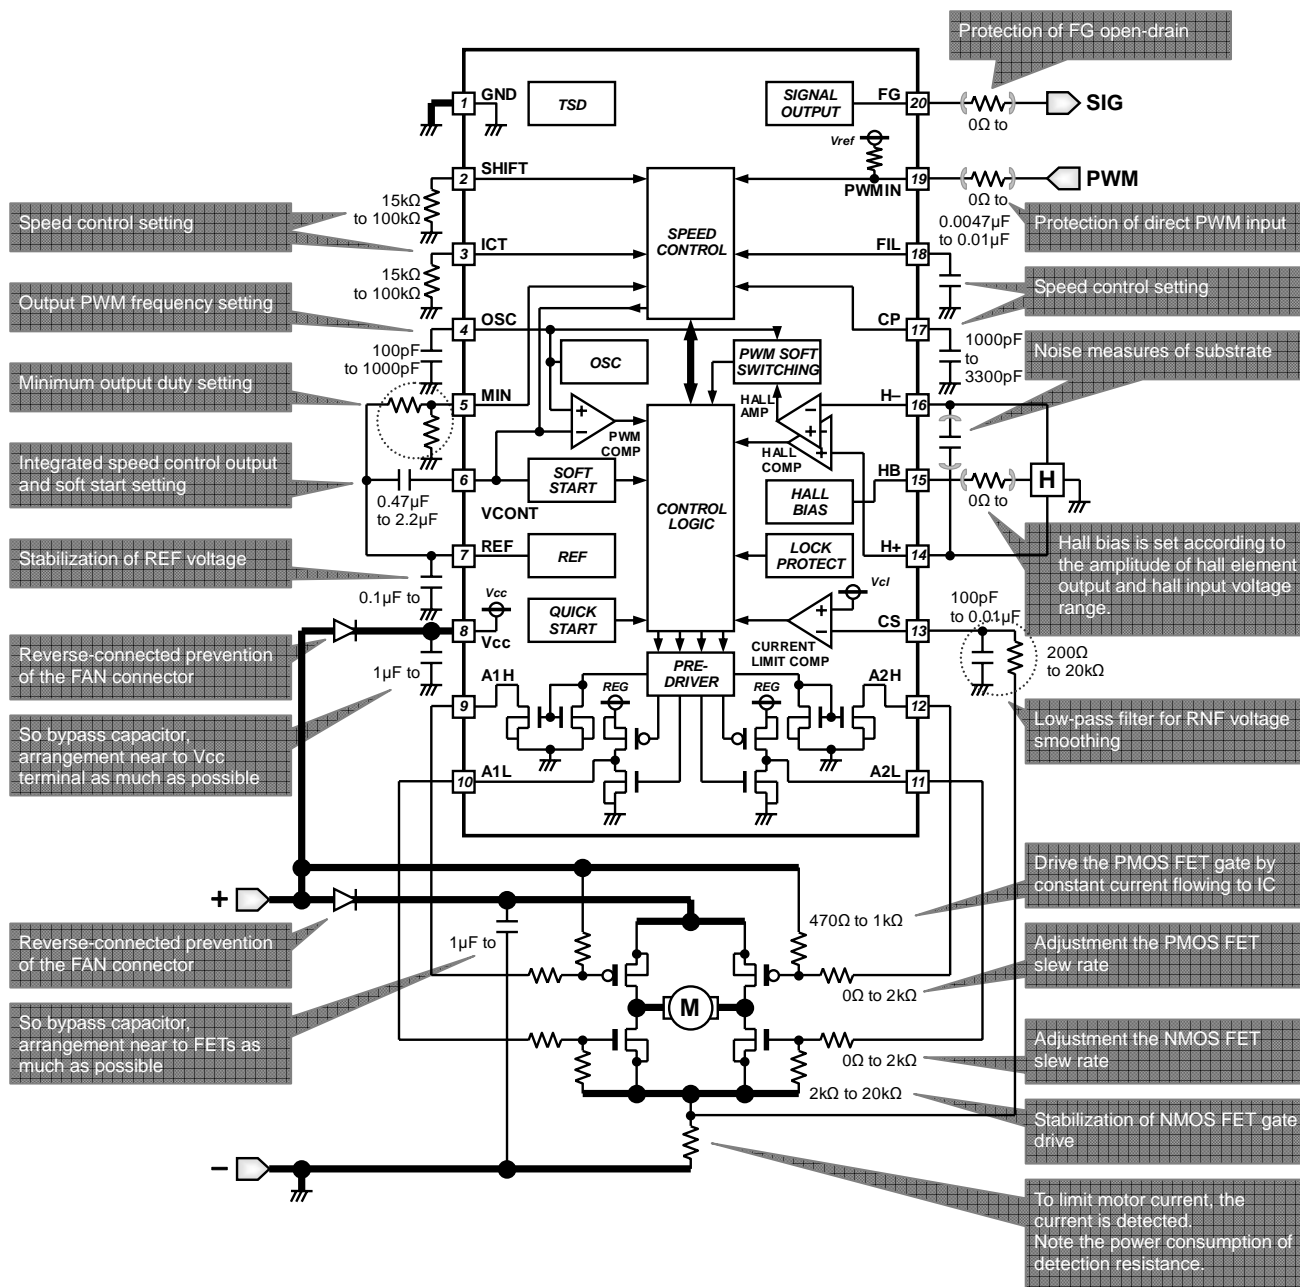 Protection of FG open-drain
1
GND
TSD
SIGNAL
OUTPUT
FG
20
0Ω to
SIG
Vref
2
SHIFT
15kΩ
to 100kΩ
SPEED
CONTROL
PWMIN
19
0Ω to
PWM
Speed control setting
Protection of direct PWM input
3
ICT
15kΩ
to 100kΩ
FIL
18
0.0047µF
to 0.01µF
Output PWM frequency setting
Speed control setting
4
OSC
100pF
to 1000pF
OSC
PWM SOFT
SWITCHING
CP
17
1000pF
to
3300pF
Noise measures of substrate
Minimum output duty setting
5
MIN
+
−
PWM
COMP
HALL
AMP
−
+
+
HALL
COMP
H−
16
Integrated speed control output
and soft start setting
6
VCONT
0.47µF
to 2.2µF
SOFT
START
CONTROL
LOGIC
HALL
BIAS
HB
15
0Ω to
H
Stabilization of REF voltage
7
REF
0.1µF to
REF
LOCK
PROTECT
H+
14
Hall bias is set according to
the amplitude of hall element
output and hall input voltage
range.
Reverse-connected prevention
of the FAN connector
8
Vcc
Vcc
1µF to
QUICK
START
Vcl
+
−
CURRENT
LIMIT COMP
CS
13
100pF
to 0.01µF
200Ω
to 20kΩ
PRE-
DRIVER
So bypass capacitor,
arrangement near to Vcc
terminal as much as possible
9
A1H
REG
REG
A2H
12
Low-pass filter for RNF voltage
smoothing
10
A1L
A2L
11
+
Reverse-connected prevention
of the FAN connector
1µF to
470Ω to 1kΩ
Drive the PMOS FET gate by
constant current flowing to IC
0Ω to 2kΩ
Adjustment the PMOS FET
slew rate
So bypass capacitor,
arrangement near to FETs as
much as possible
M
0Ω to 2kΩ
Adjustment the NMOS FET
slew rate
2kΩ to 20kΩ
Stabilization of NMOS FET gate
drive
−
To limit motor current, the
current is detected.
Note the power consumption of
detection resistance.